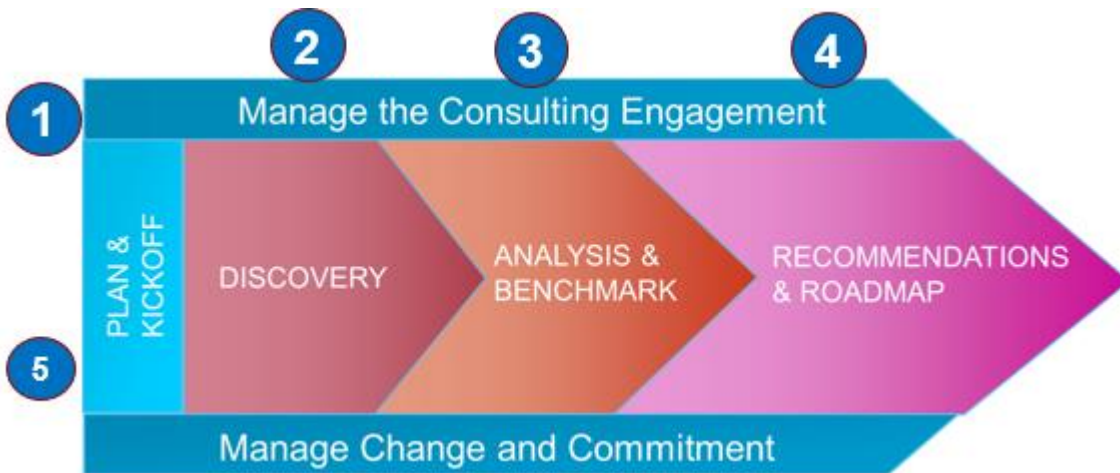 2
3
4
1
Manage the Consulting Engagement
PLAN &
KICKOFF
DISCOVERY
ANALYSIS &
BENCHMARK
RECOMMENDATIONS
& ROADMAP
5
Manage Change and Commitment